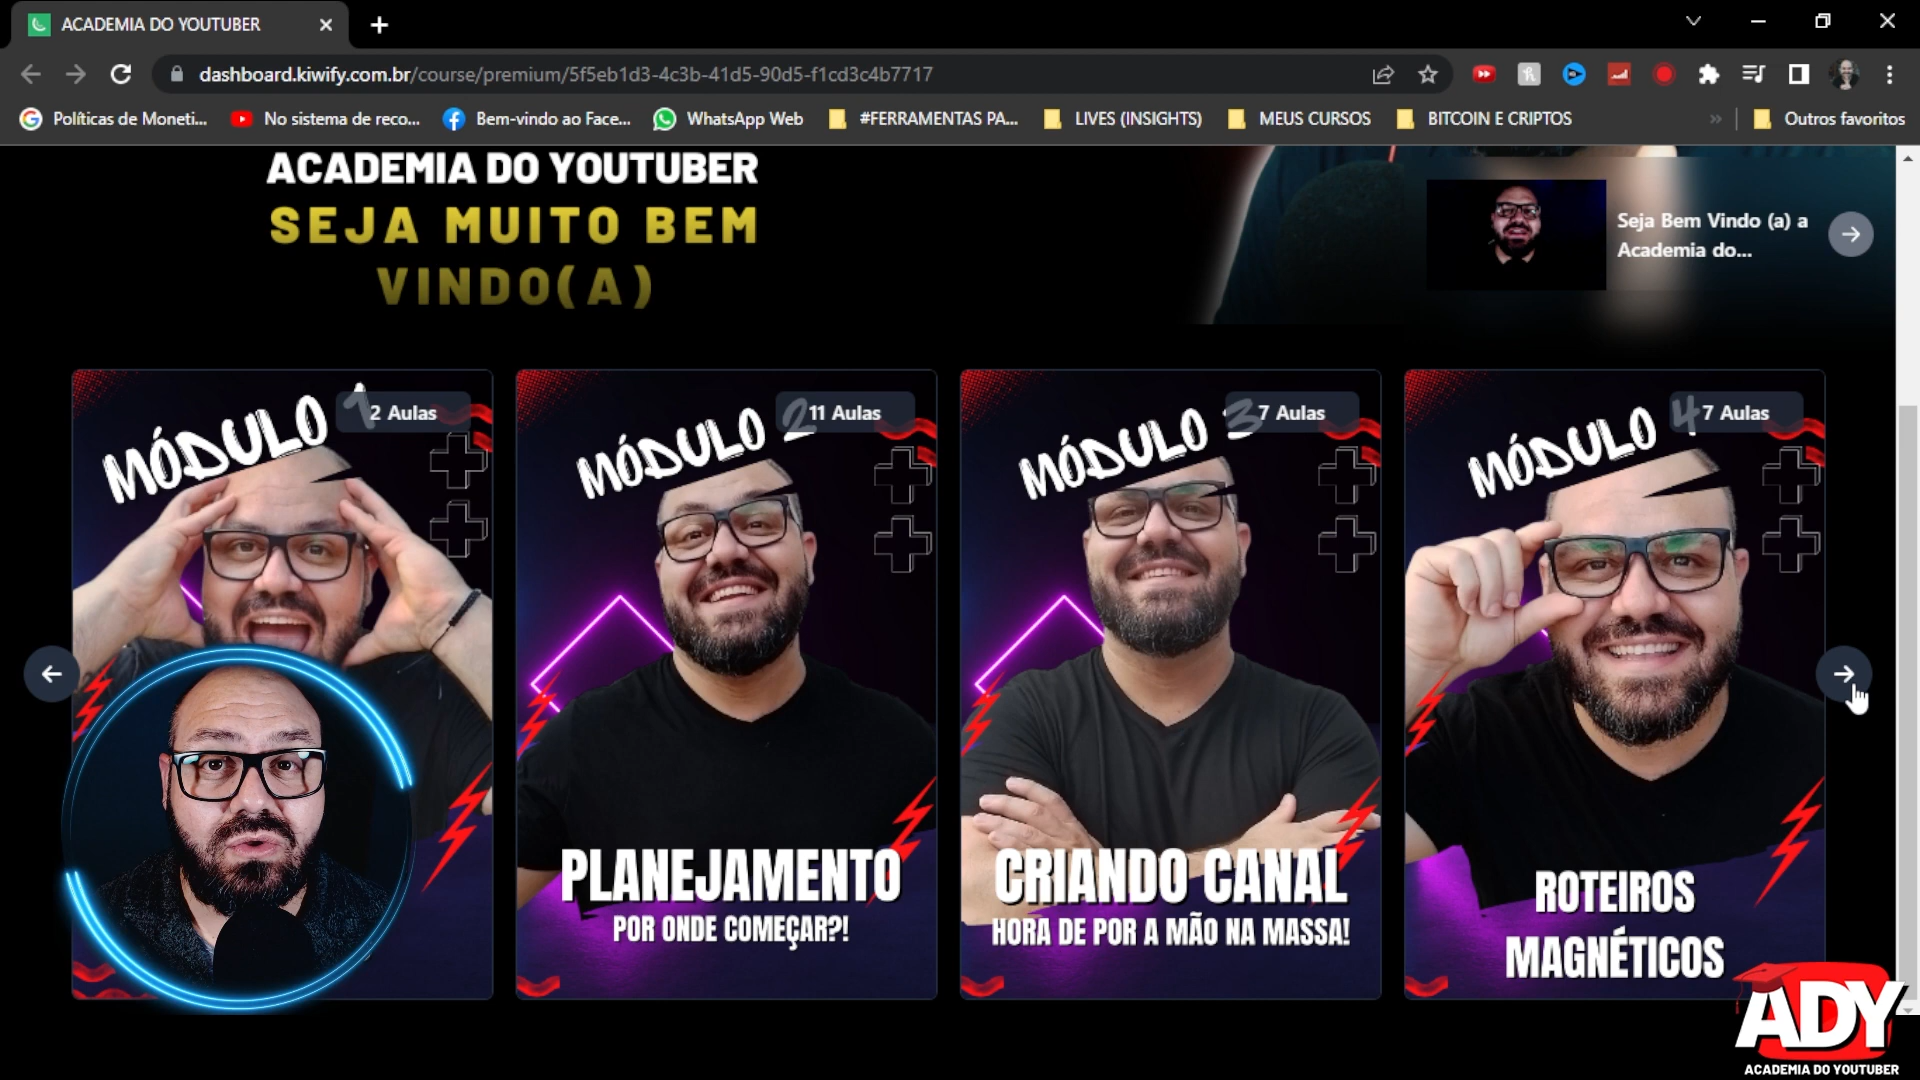 ACADEMIA DO YOUTUBER
dashboard.kiwify.com.br/course/premium/5f5eb1d3-4c3b-41d5-90d5-f1cd3c4b7717
Políticas de Moneti...
No sistema de reco...
Bem-vindo ao Face...
WhatsApp Web
#FERRAMENTAS PA...
LIVES (INSIGHTS)
MEUS CURSOS
BITCOIN E CRIPTOS
»
Outros favoritos
ACADEMIA DO YOUTUBER
SEJA MUITO BEM
VINDO(A)
Seja Bem Vindo (a) a
Academia do...
MÓDULO 1
2 Aulas
MÓDULO 2
11 Aulas
PLANEJAMENTO
POR ONDE COMEÇAR?!
MÓDULO 3
7 Aulas
CRIANDO CANAL
HORA DE POR A MÃO NA MASSA!
MÓDULO 4
7 Aulas
ROTEIROS
MAGNÉTICOS
ADY
ACADEMIA DO YOUTUBER